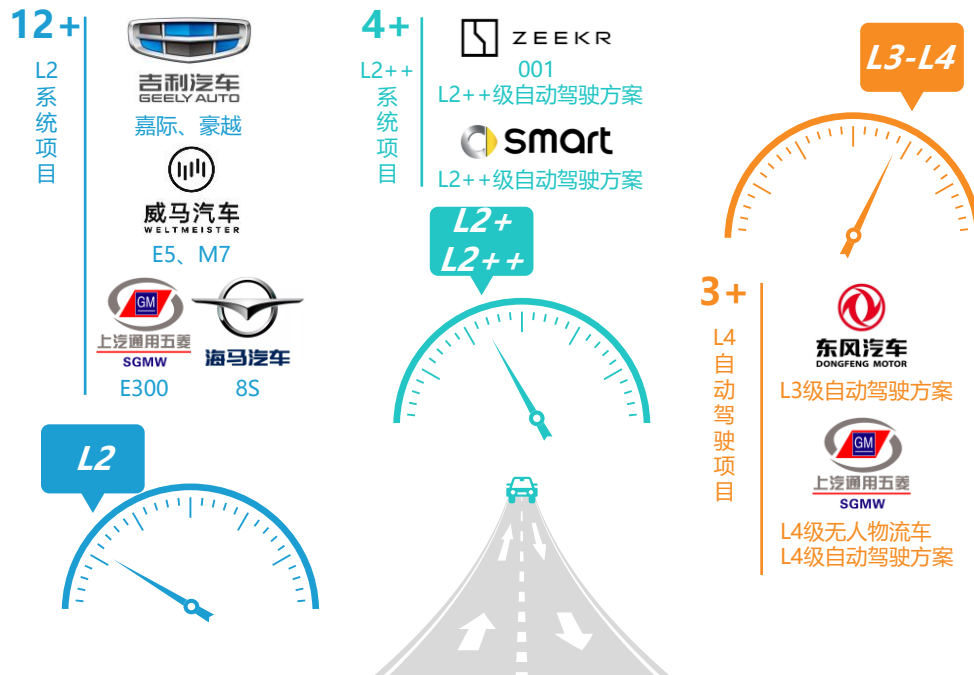 12+
L2
系
统
项
目
吉利汽车
GEELY AUTO
嘉际、豪越
威马汽车
WELTMEISTER
E5、M7
GM
上汽通用五菱
SGMW
E300
海马汽车
8S
L2
4+
L2++
系
统
项
目
ZEEKR
001
L2++级自动驾驶方案
smart
L2++级自动驾驶方案
L2+
L2++
L3-L4
3+
L4
自
动
驾
驶
项
目
东风汽车
DONGFENG MOTOR
L3级自动驾驶方案
GM
上汽通用五菱
SGMW
L4级无人物流车
L4级自动驾驶方案